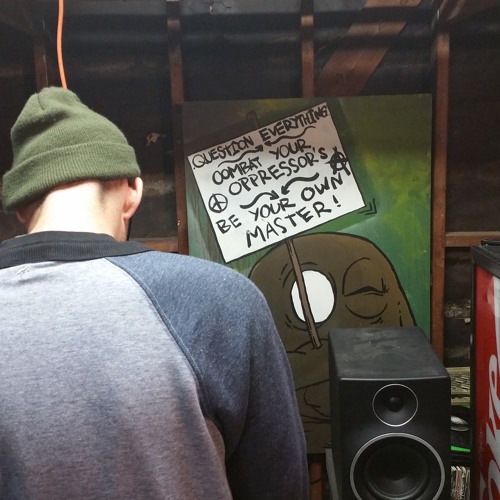 QUESTION EVERYTHING
COMBAT YOUR
OPPRESSOR'S
BE YOUR OWN
MASTER!